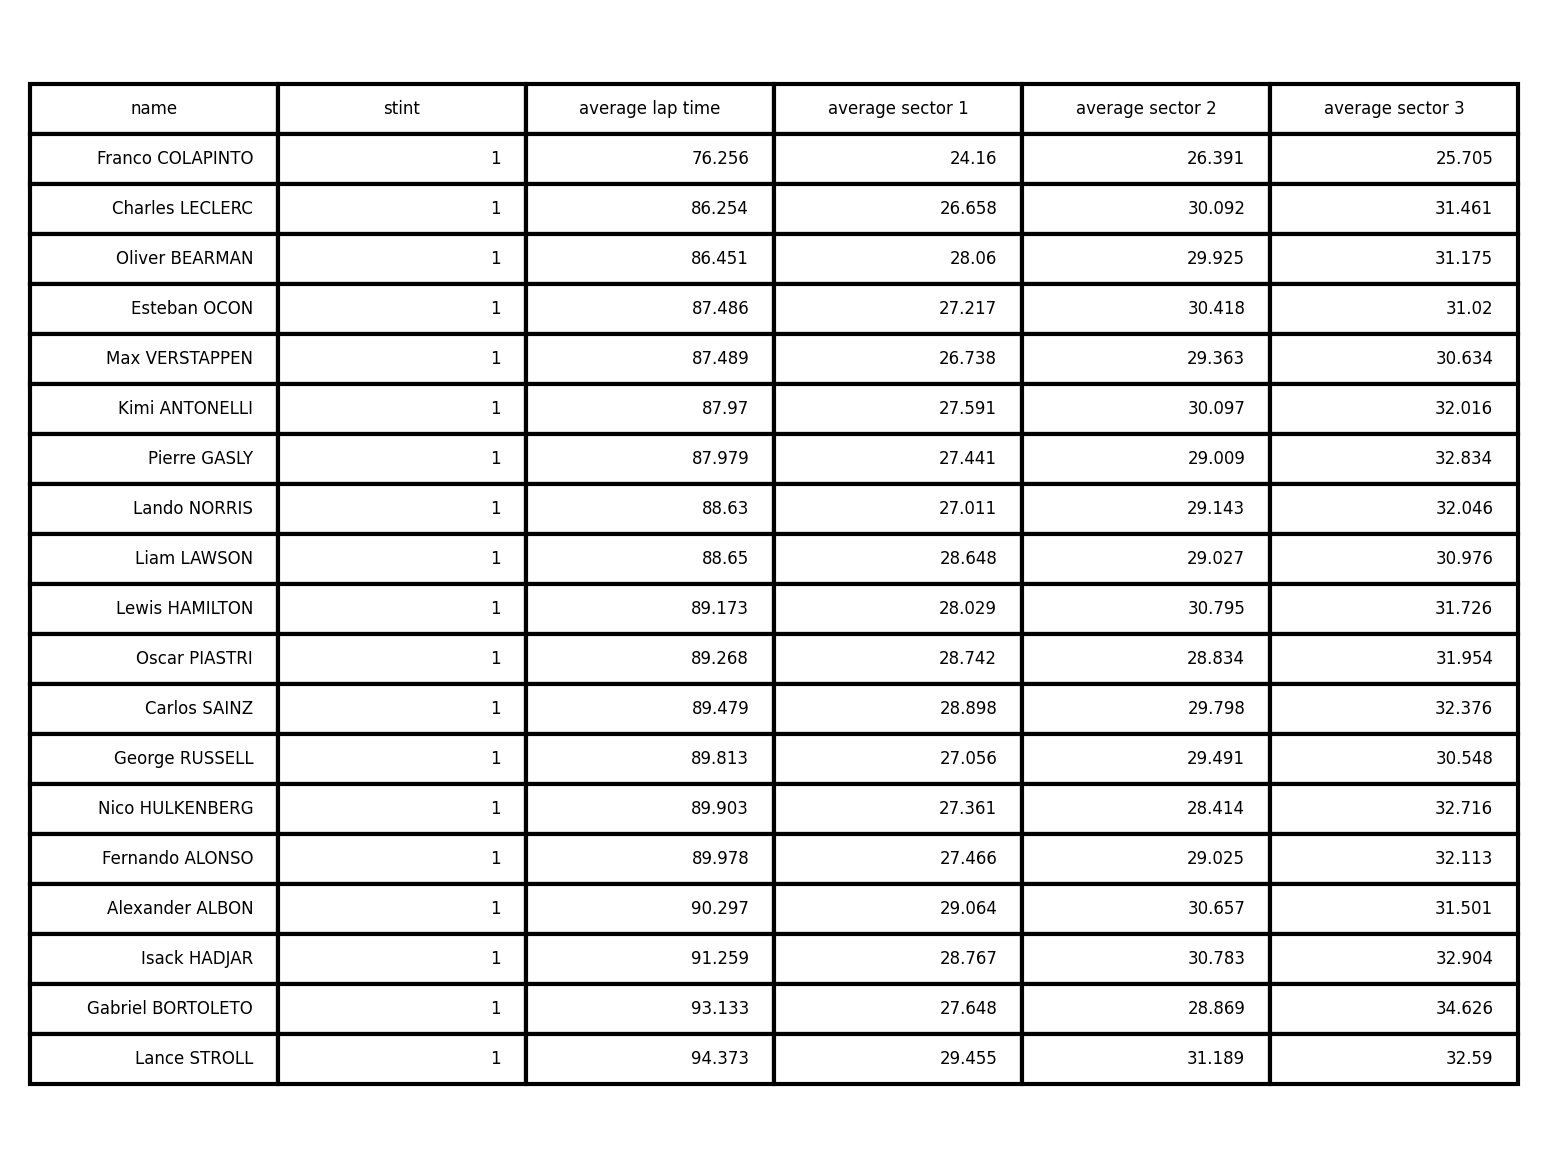 name stint average lap time average sector 1 average sector 2 average sector 3
Franco COLAPINTO 1 76.256 24.16 26.391 25.705
Charles LECLERC 1 86.254 26.658 30.092 31.461
Oliver BEARMAN 1 86.451 28.06 29.925 31.175
Esteban OCON 1 87.486 27.217 30.418 31.02
Max VERSTAPPEN 1 87.489 26.738 29.363 30.634
Kimi ANTONELLI 1 87.97 27.591 30.097 32.016
Pierre GASLY 1 87.979 27.441 29.009 32.834
Lando NORRIS 1 88.63 27.011 29.143 32.046
Liam LAWSON 1 88.65 28.648 29.027 30.976
Lewis HAMILTON 1 89.173 28.029 30.795 31.726
Oscar PIASTRI 1 89.268 28.742 28.834 31.954
Carlos SAINZ 1 89.479 28.898 29.798 32.376
George RUSSELL 1 89.813 27.056 29.491 30.548
Nico HULKENBERG 1 89.903 27.361 28.414 32.716
Fernando ALONSO 1 89.978 27.466 29.025 32.113
Alexander ALBON 1 90.297 29.064 30.657 31.501
Isack HADJAR 1 91.259 28.767 30.783 32.904
Gabriel BORTOLETO 1 93.133 27.648 28.869 34.626
Lance STROLL 1 94.373 29.455 31.189 32.59